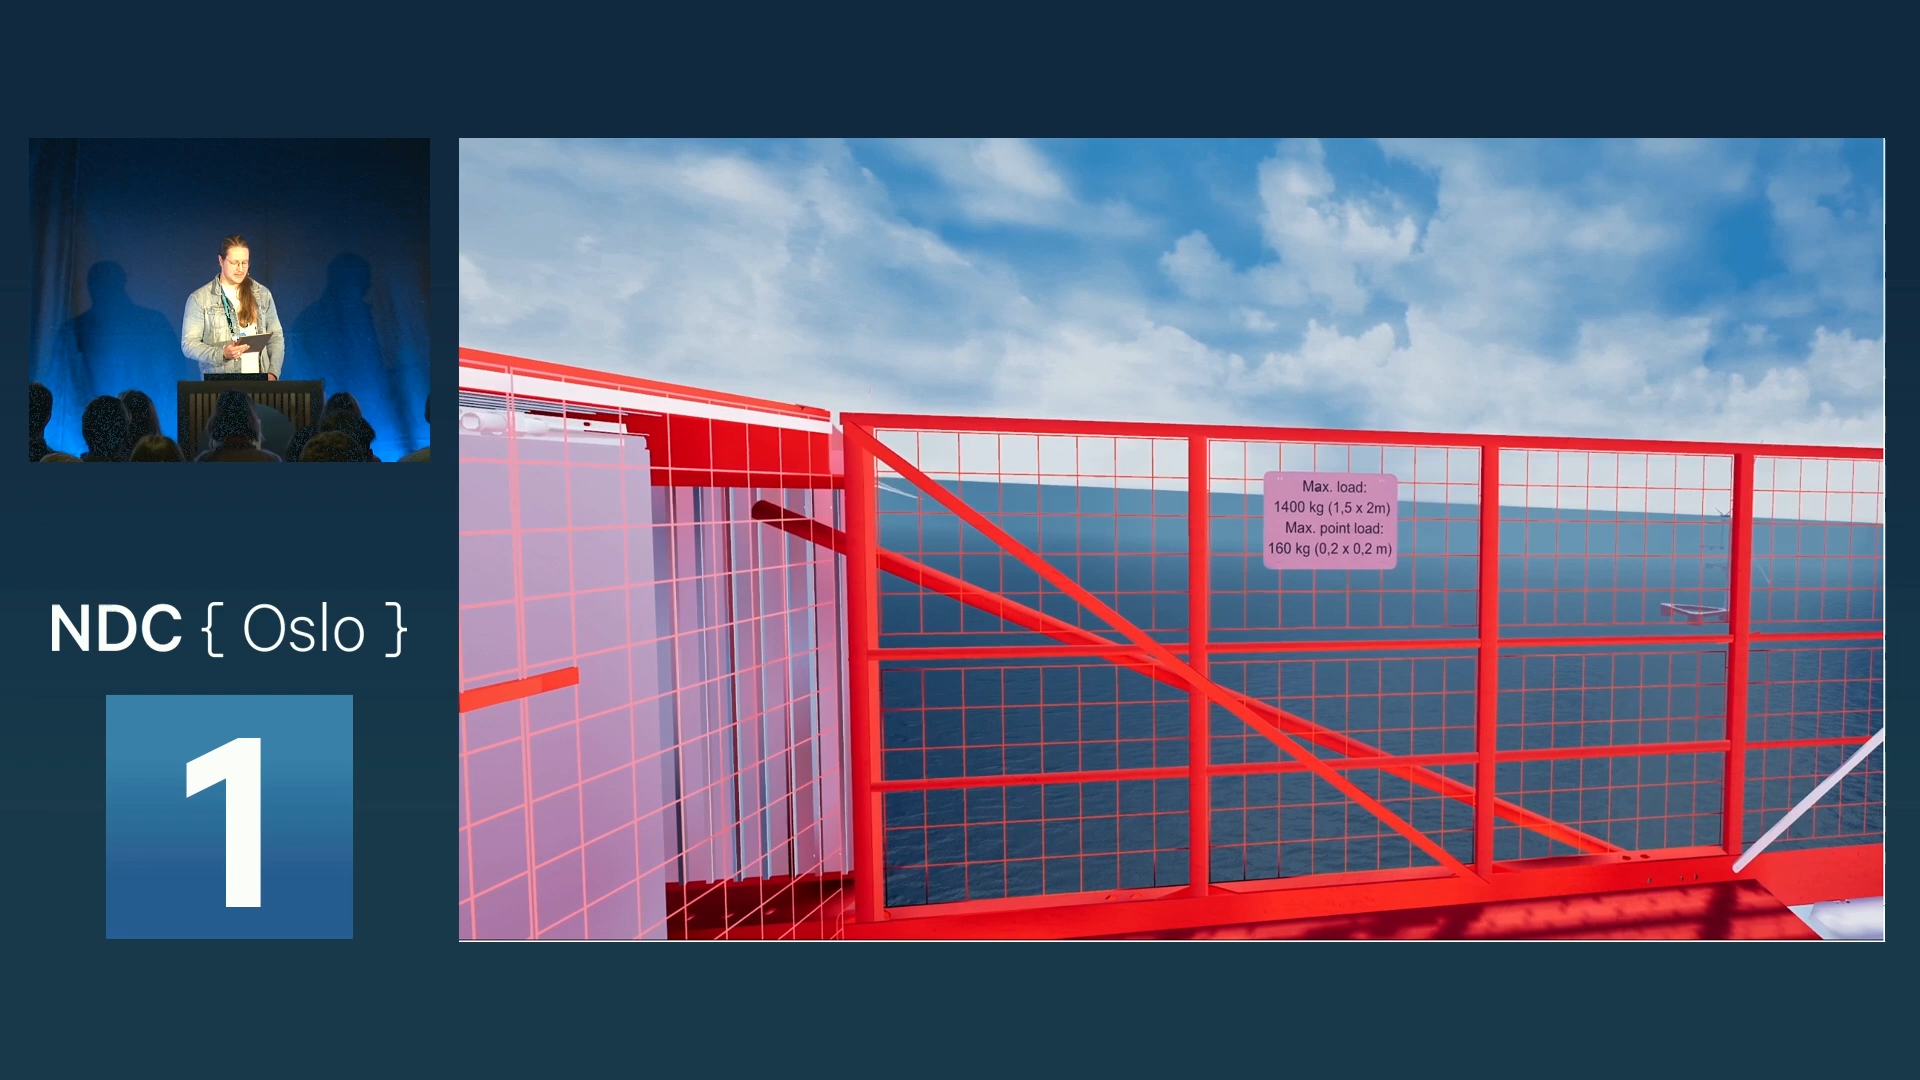 NDC { Oslo }
1
Max. load:
1400 kg (1,5 x 2m)
Max. point load:
160 kg (0,2 x 0,2 m)